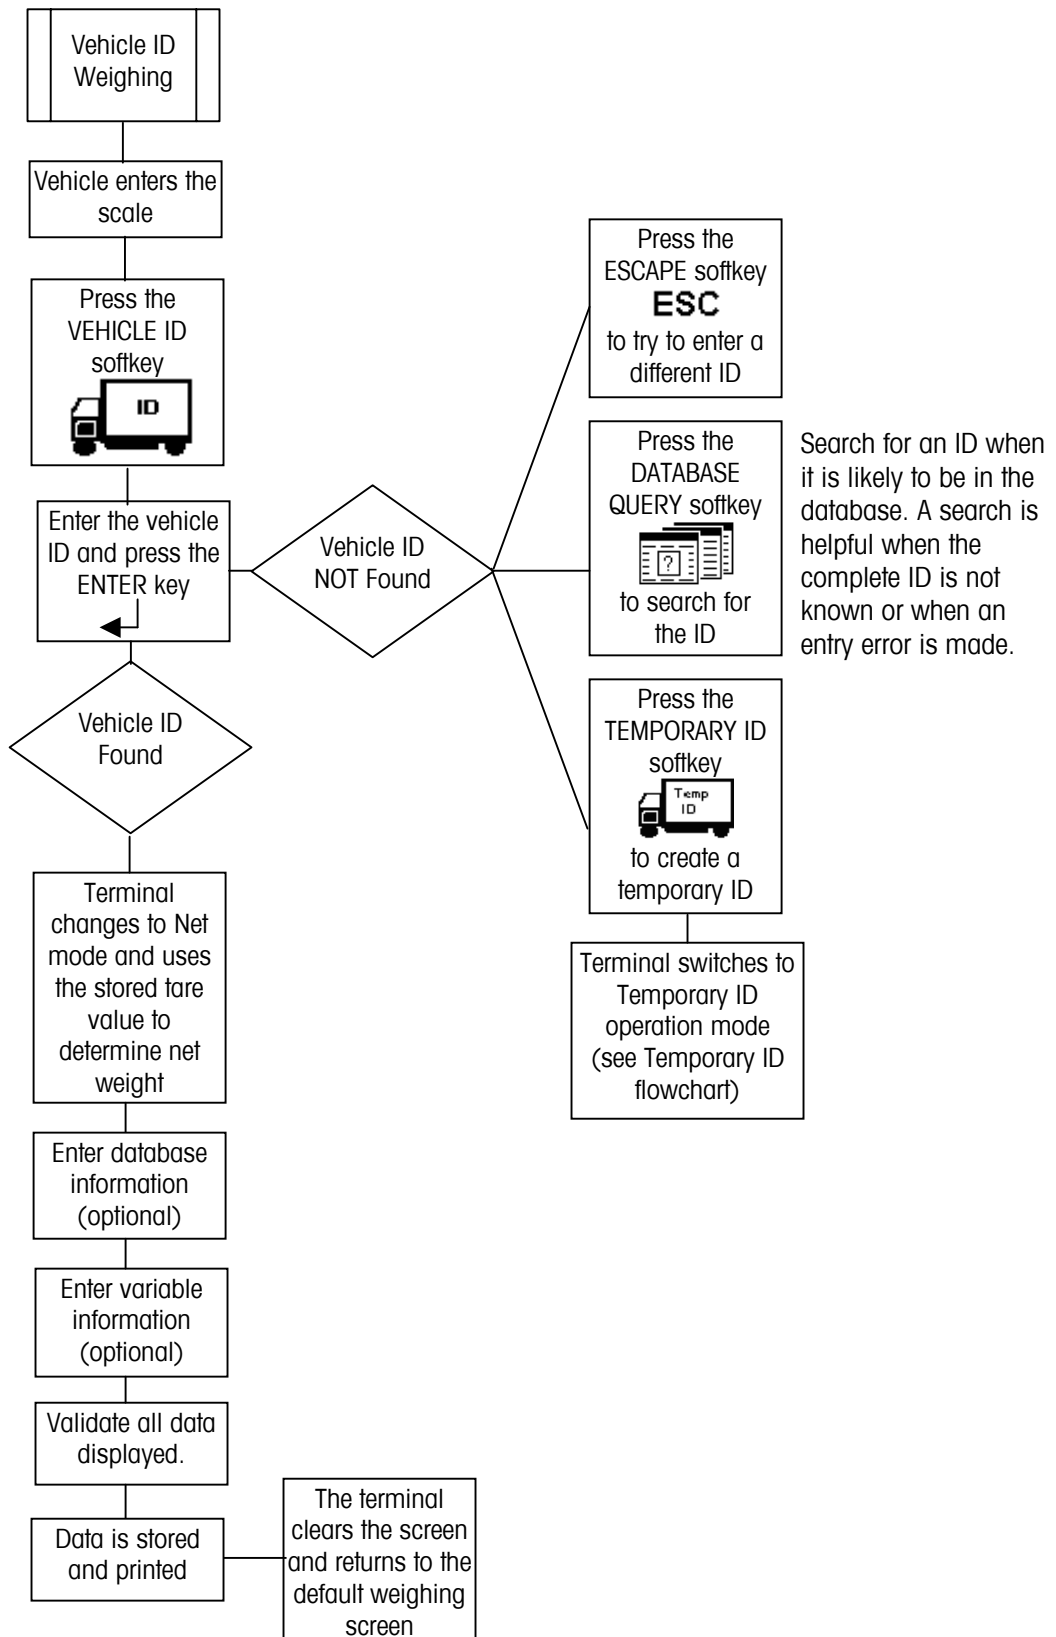 Vehicle ID
Weighing
Vehicle enters the
scale
Press the
VEHICLE ID
softkey
ID
Enter the vehicle
ID and press the
ENTER key
Vehicle ID
NOT Found
Press the
ESCAPE softkey
ESC
to try to enter a
different ID
Press the
DATABASE
QUERY softkey
?
to search for
the ID
Search for an ID when
it is likely to be in the
database. A search is
helpful when the
complete ID is not
known or when an
entry error is made.
Press the
TEMPORARY ID
softkey
Temp
ID
to create a
temporary ID
Terminal switches to
Temporary ID
operation mode
(see Temporary ID
flowchart)
Vehicle ID
Found
Terminal
changes to Net
mode and uses
the stored tare
value to
determine net
weight
Enter database
information
(optional)
Enter variable
information
(optional)
Validate all data
displayed.
Data is stored
and printed
The terminal
clears the screen
and returns to the
default weighing
screen